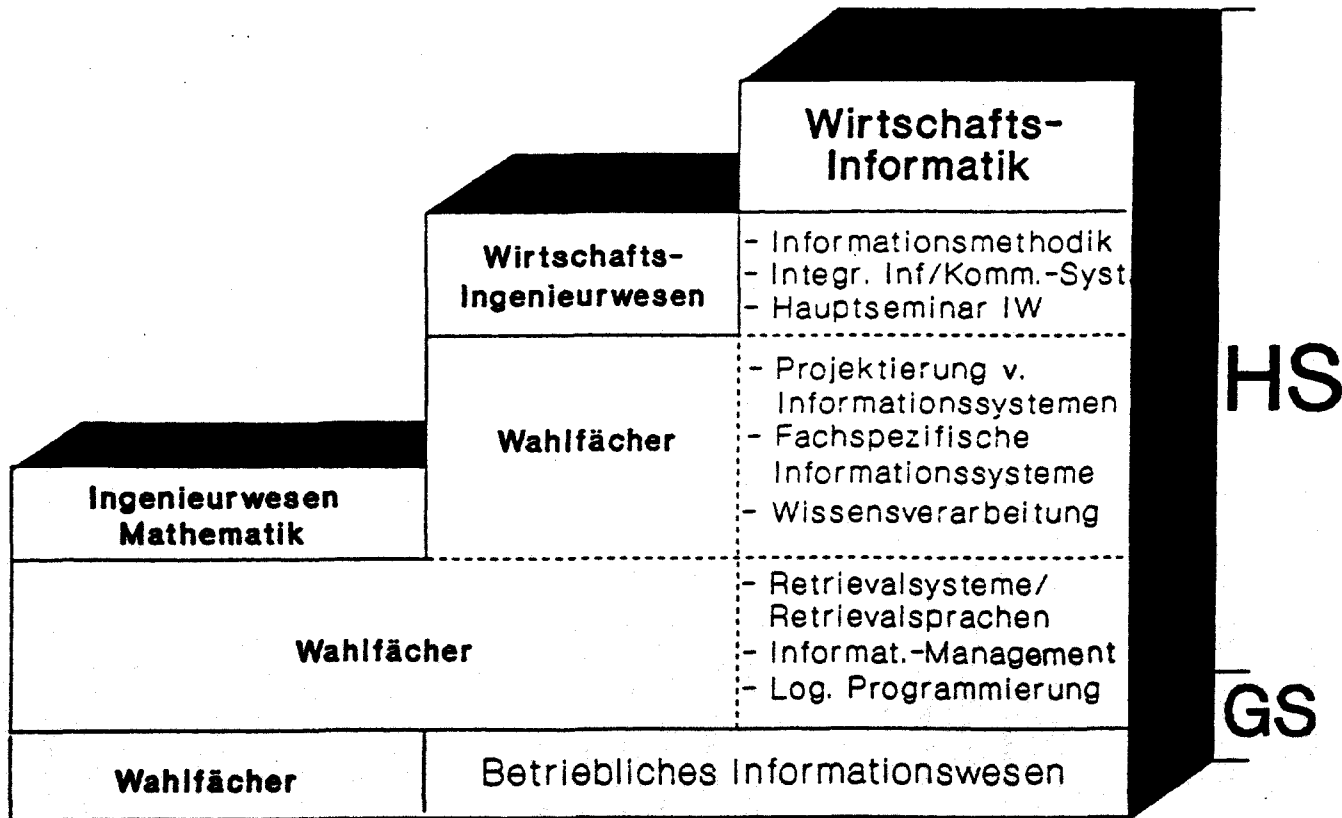 Wirtschafts-
Informatik
Wirtschafts-
Ingenieurwesen
- Informationsmethodik
- Integr. Inf/Komm.-Syst.
- Hauptseminar IW
HS
Wahlfächer
- Projektierung v.
Informationssystemen
- Fachspezifische
Informationssysteme
- Wissensverarbeitung
Ingenieurwesen
Mathematik
Wahlfächer
- Retrievalsysteme/
Retrievalsprachen
- Informat.-Management
- Log. Programmierung
GS
Wahlfächer
Betriebliches Informationswesen